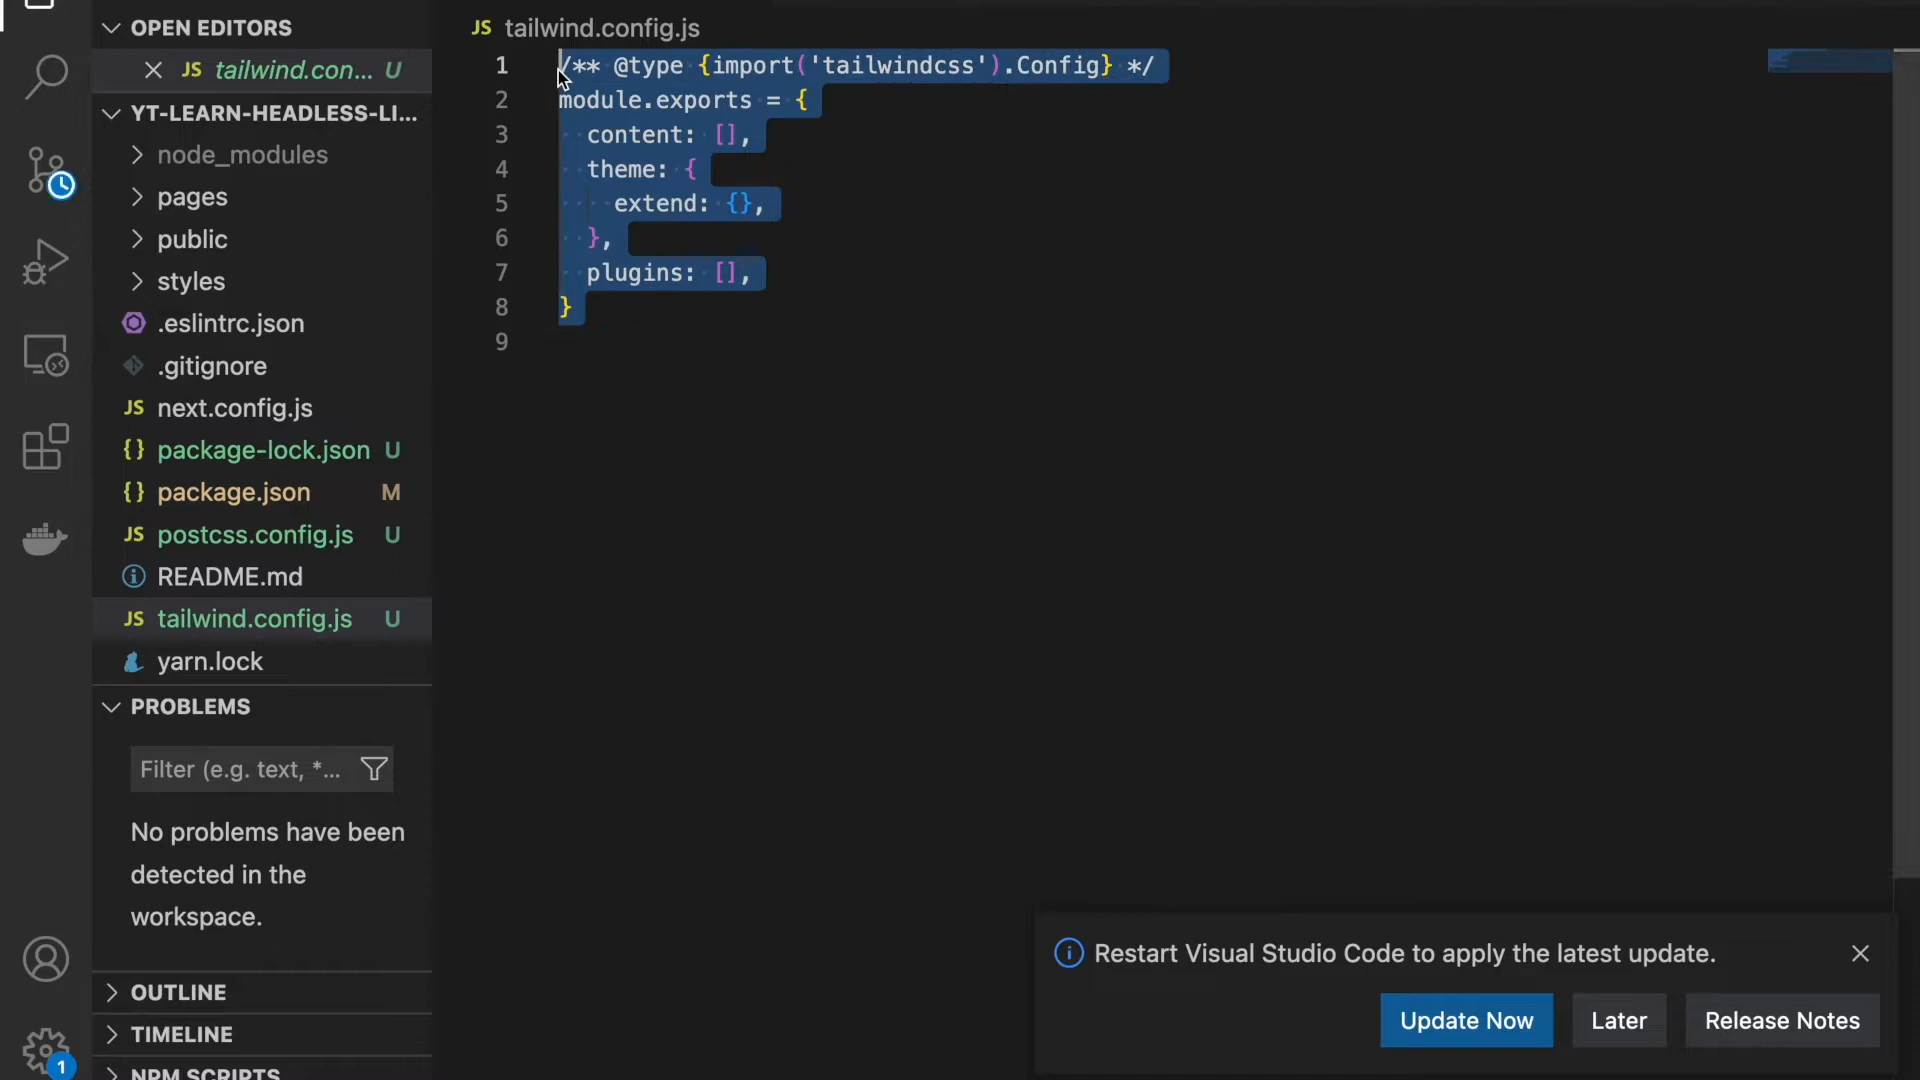 OPEN EDITORS
JS tailwind.con... U
YT-LEARN-HEADLESS-LI...
node_modules
pages
public
styles
.eslintrc.json
.gitignore
JS next.config.js
{} package-lock.json U
{} package.json M
JS postcss.config.js U
README.md
JS tailwind.config.js U
yarn.lock
PROBLEMS
Filter (e.g. text, *...
No problems have been
detected in the
workspace.
OUTLINE
TIMELINE
NPM SCRIPTS
1
JS tailwind.config.js
1 /** @type {import('tailwindcss').Config} */
2 module.exports = {
3 content: [],
4 theme: {
5 extend: {},
6 },
7 plugins: [],
8 }
9
Restart Visual Studio Code to apply the latest update.
Update Now Later Release Notes